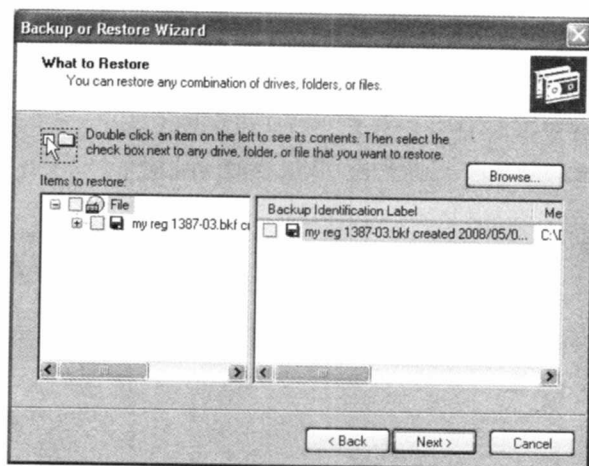 Backup or Restore Wizard
What to Restore
You can restore any combination of drives, folders, or files.
Double click an item on the left to see its contents. Then select the
check box next to any drive, folder, or file that you want to restore.
Browse...
Items to restore:
File
my reg 1387-03.bkf
Backup Identification Label
Me
my reg 1387-03.bkf created 2008/05/0...
C:\D
< Back
Next >
Cancel